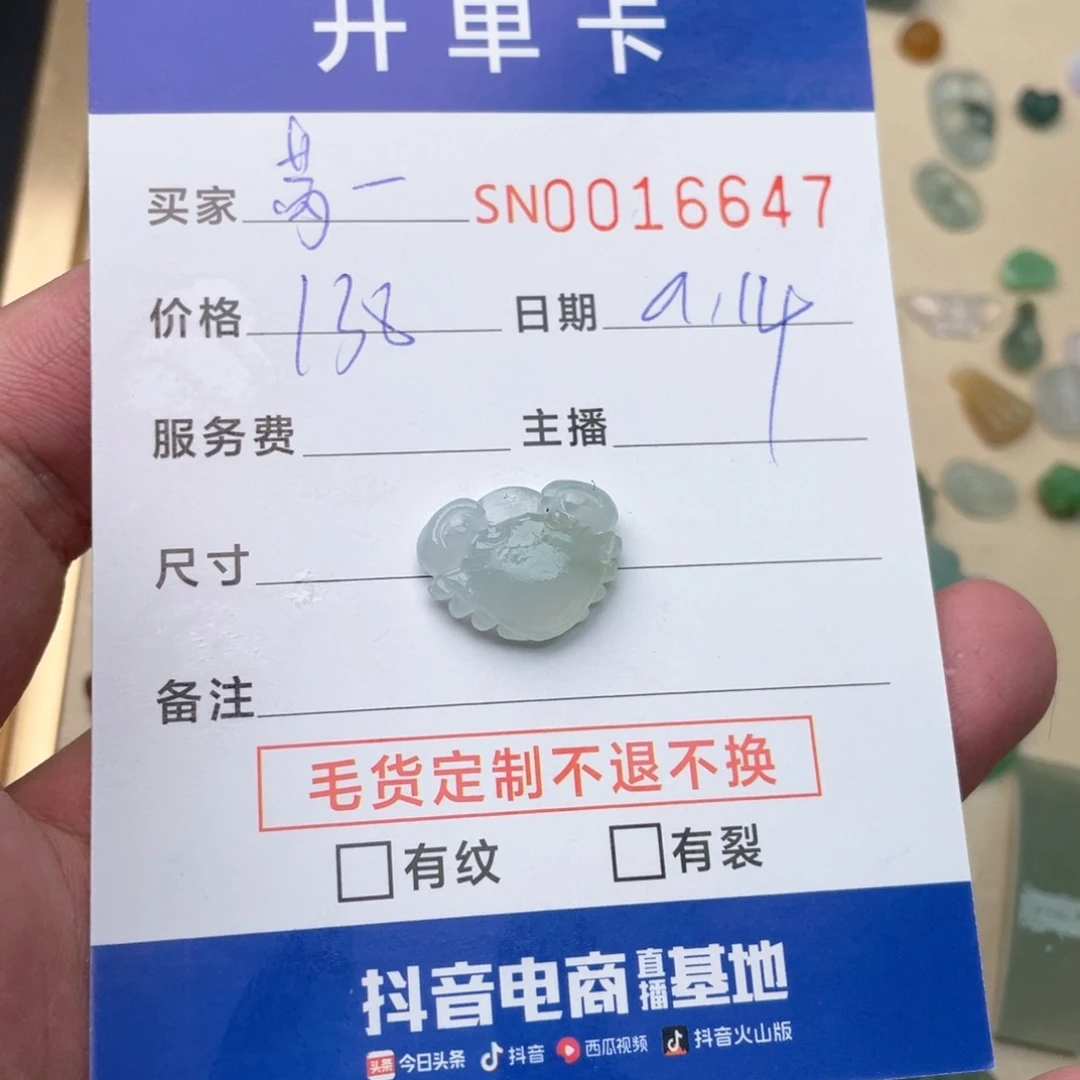 开单卡
买家 一 SN0016647
价格 138 日期 9.14
服务费 主播
尺寸
备注
毛货定制不退不换
有纹 有裂
抖音电商直播基地
头条 今日头条 抖音 西瓜视频 抖音火山版